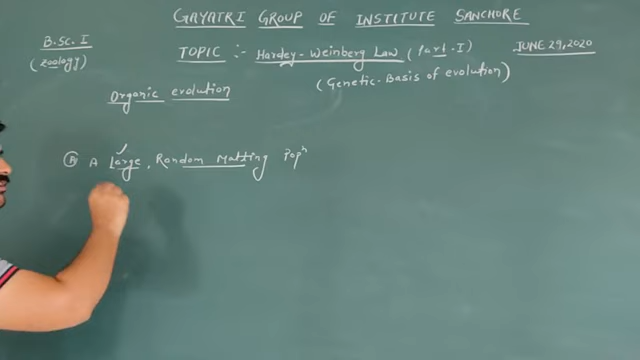 GAYATRI GROUP OF INSTITUTE SANCHORE
B.Sc. I
(Zoology)
TOPIC :- Hardey-Weinberg Law (Part-I)
JUNE 29, 2020
(Genetic-Basis of evolution)
Organic evolution
A Large, Random Matting Popⁿ